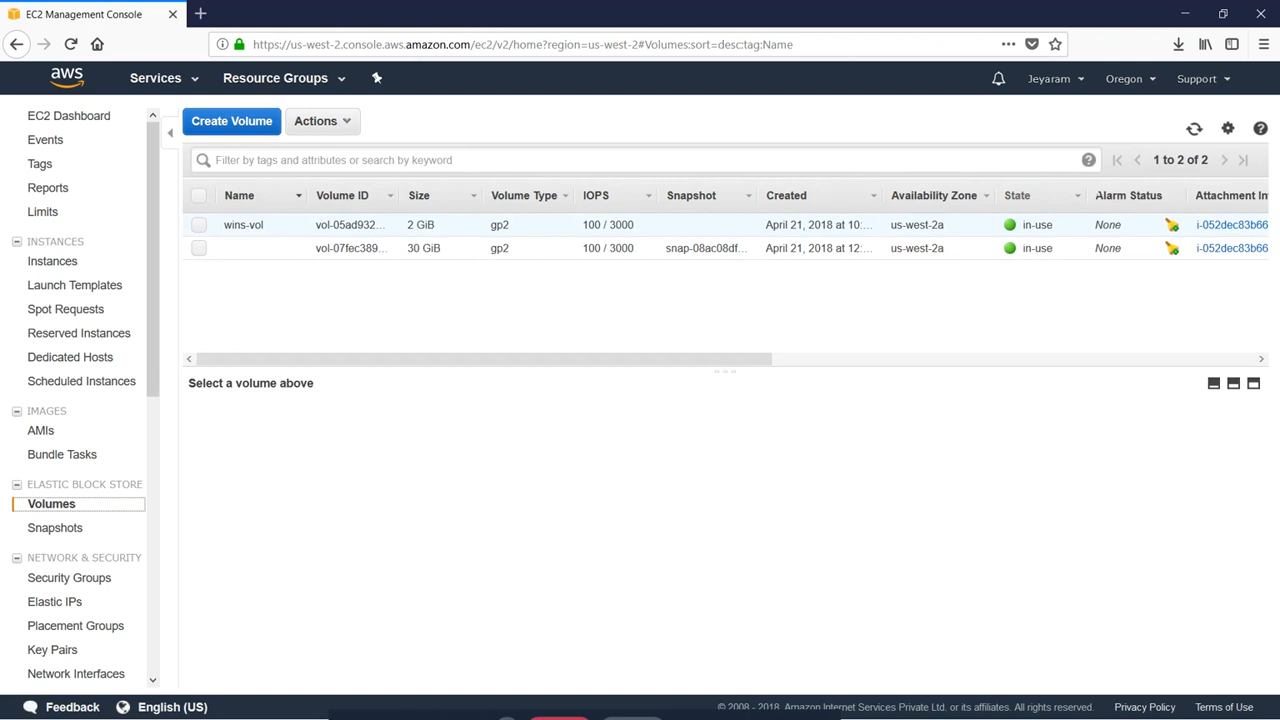 EC2 Management Console
https://us-west-2.console.aws.amazon.com/ec2/v2/home?region=us-west-2#Volumes:sort=desc;tag:Name
aws Services Resource Groups Jeyaram Oregon Support
EC2 Dashboard
Events
Tags
Reports
Limits
INSTANCES
Instances
Launch Templates
Spot Requests
Reserved Instances
Dedicated Hosts
Scheduled Instances
IMAGES
AMIs
Bundle Tasks
ELASTIC BLOCK STORE
Volumes
Snapshots
NETWORK & SECURITY
Security Groups
Elastic IPs
Placement Groups
Key Pairs
Network Interfaces
Create Volume Actions
Filter by tags and attributes or search by keyword 1 to 2 of 2
Name Volume ID Size Volume Type IOPS Snapshot Created Availability Zone State Alarm Status Attachment In
wins-vol vol-05ad932... 2 GiB gp2 100 / 3000 April 21, 2018 at 10:... us-west-2a in-use None i-052dec83b66
vol-07fec389... 30 GiB gp2 100 / 3000 snap-08ac08df... April 21, 2018 at 12:... us-west-2a in-use None i-052dec83b66
Select a volume above
Feedback English (US) © 2008 - 2018, Amazon Internet Services Private Ltd. or its affiliates. All rights reserved. Privacy Policy Terms of Use